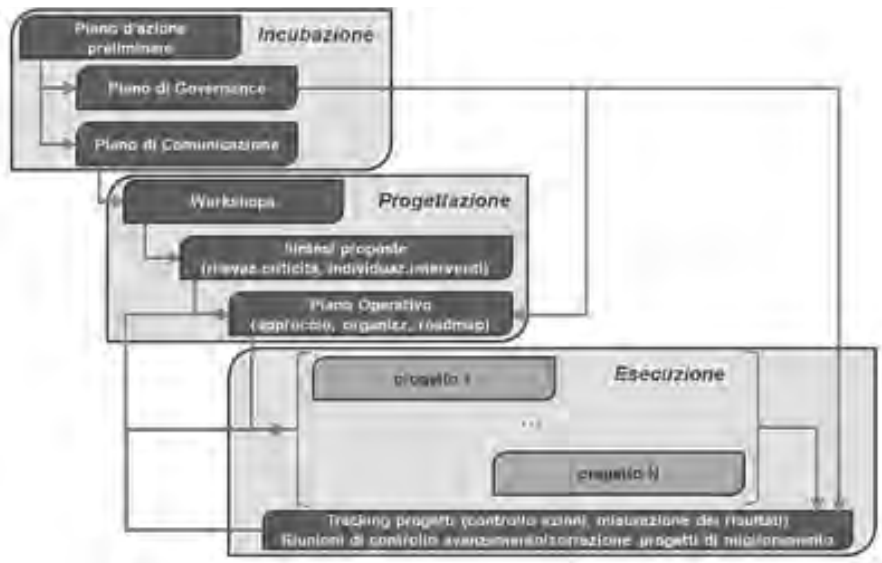 Piano d'azione
preliminare
Incubazione
Piano di Governance
Piano di Comunicazione
Workshops
Progettazione
Sintesi proposte
(rilevaz.criticità, individuaz.interventi)
Piano Operativo
(approccio, organizz, roadmap)
progetto 1
Esecuzione
...
progetto N
Tracking progetti (controllo azioni, misurazione dei risultati)
Riunioni di controllo avanzamento/correzione progetti di miglioramento